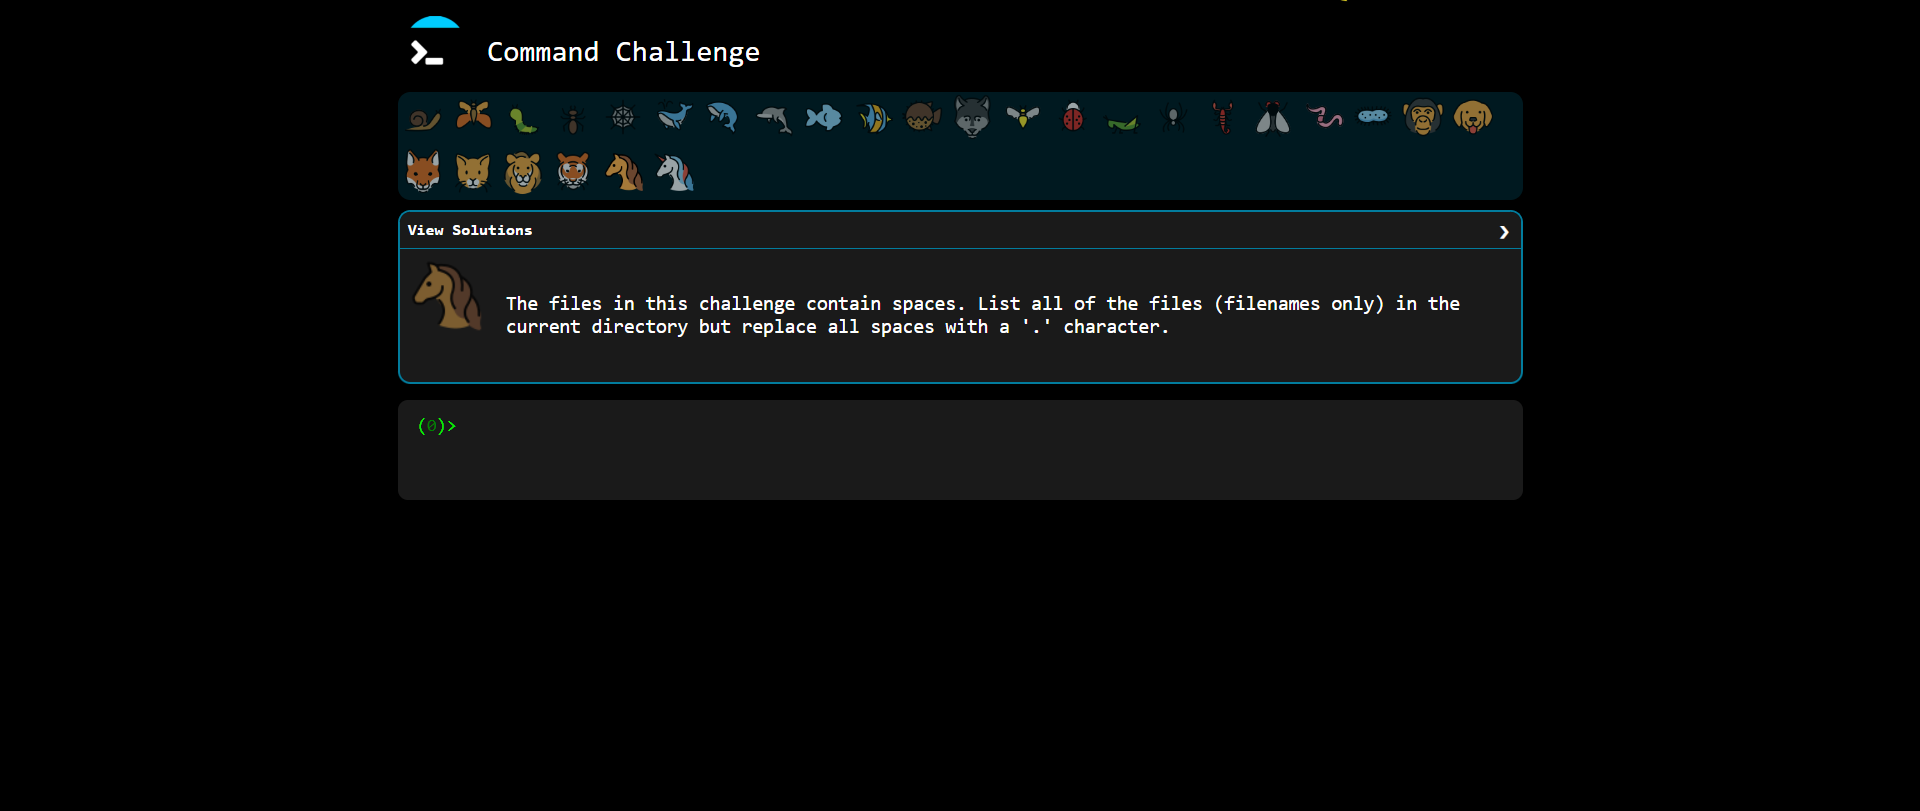 Command Challenge
View Solutions
The files in this challenge contain spaces. List all of the files (filenames only) in the
current directory but replace all spaces with a '.' character.
(0)>